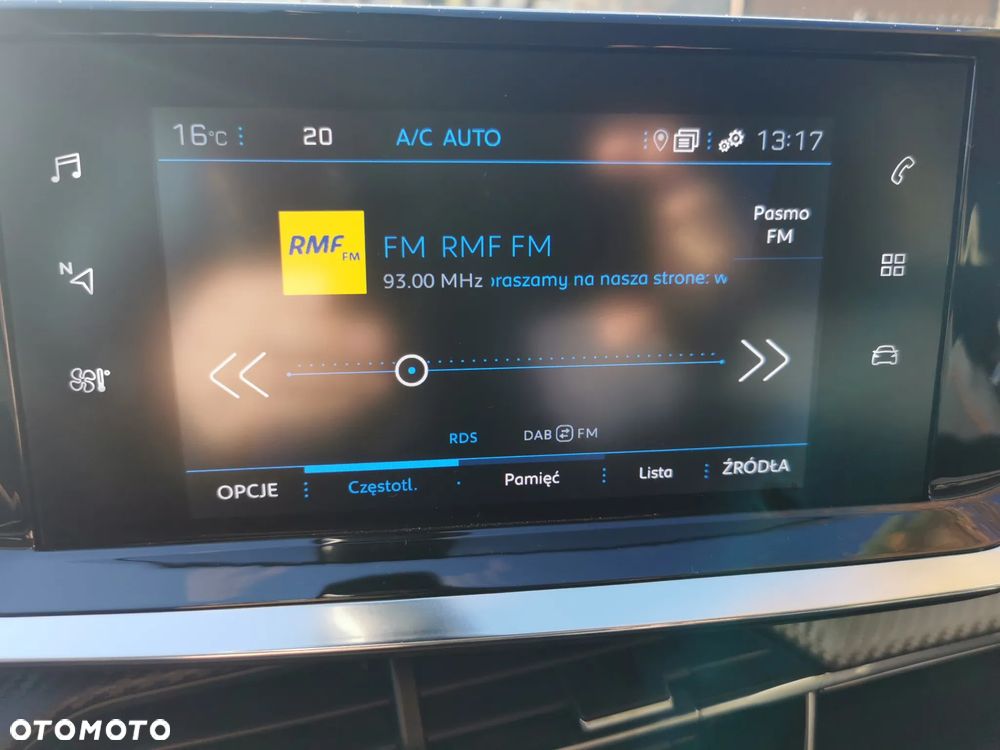 16°C 20 A/C AUTO 13:17
N
RMF FM
FM RMF FM
93.00 MHz raszamy na nasza strone: w
Pasmo
FM
RDS DAB FM
OPCJE Częstotl. Pamięć Lista ŹRÓDŁA
OTOMOTO